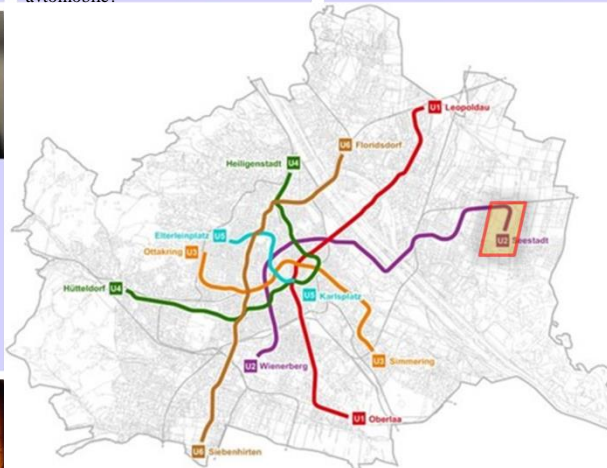 avtomobile?
U1 Leopoldau
U6 Floridsdorf
Heiligenstadt U4
Elterleinplatz U5
Ottakring U3
U2 Seestadt
Hütteldorf U4
U5 Karlsplatz
U2 Wienerberg
U3 Simmering
U1 Oberlaa
U6 Siebenhirten